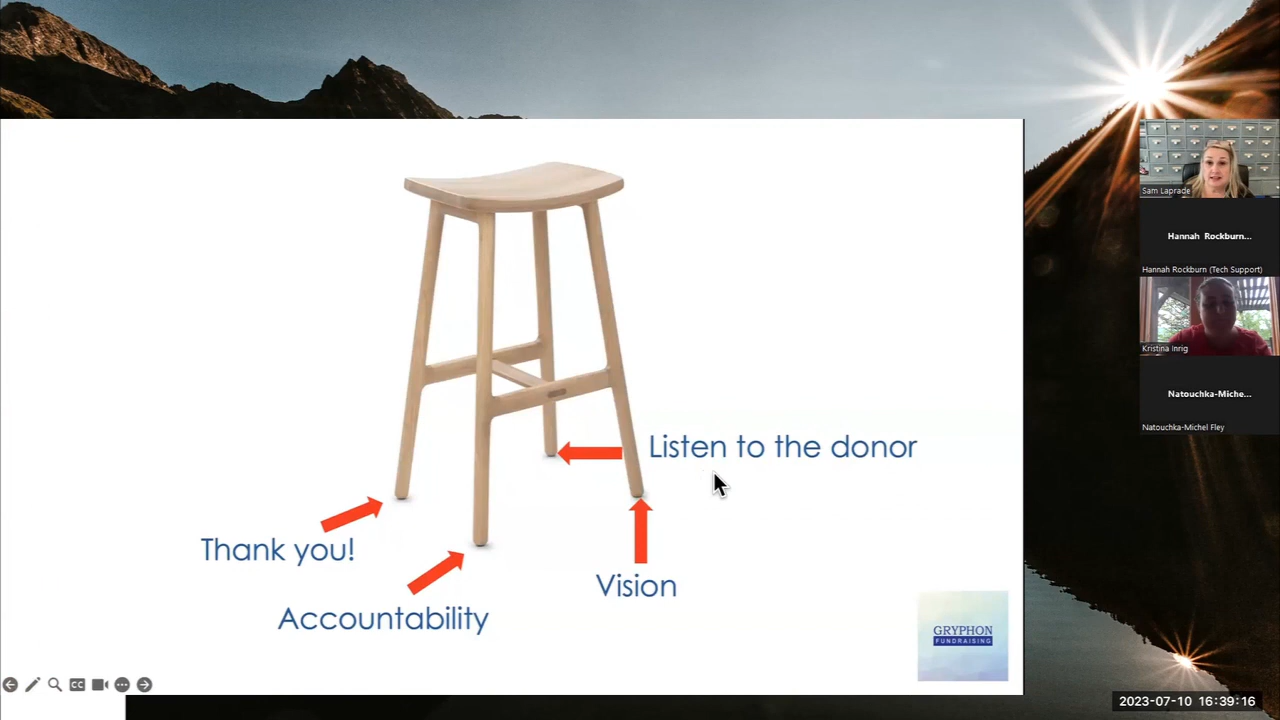 Listen to the donor
Thank you!
Vision
Accountability
GRYPHON
FUNDRAISING
CC
Sam Laprade
Hannah Rockburn...
Hannah Rockburn (Tech Support)
Kristina Inrig
Natouchka-Miche...
Natouchka-Michel Fley
2023-07-10 16:39:16